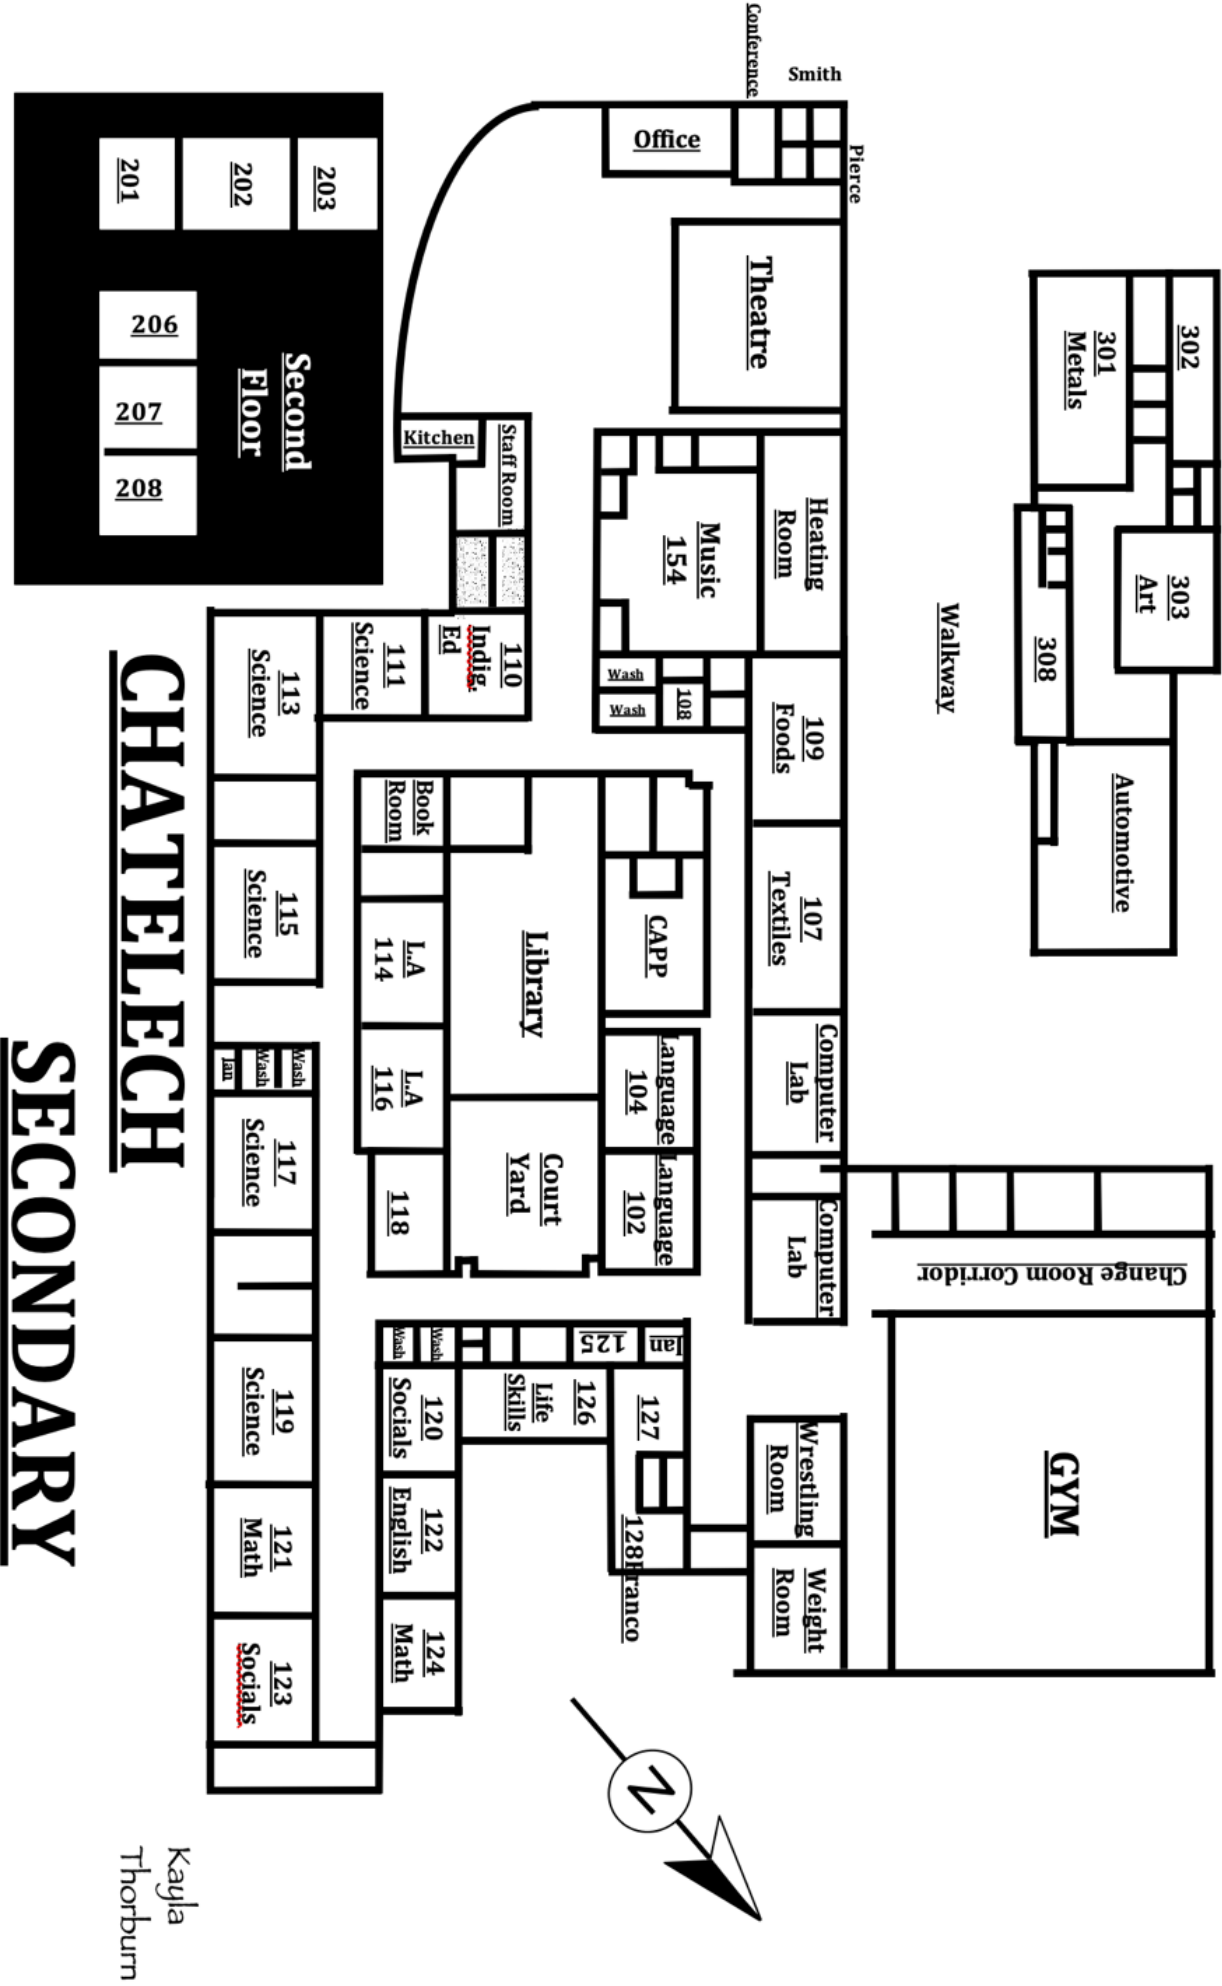 CHATELECH
SECONDARY
Conference
Smith
Pierce
Office
Theatre
302
301
Metals
303
Art
308
Automotive
Walkway
203
202
201
206
207
208
Second
Floor
Kitchen
Staff Room
Heating
Room
Music
154
Wash
Wash
108
109
Foods
107
Textiles
Computer
Lab
Computer
Lab
110
Indig.
Ed
111
Science
113
Science
115
Science
Book
Room
Library
CAPP
L.A
114
L.A
116
118
Language
104
Language
102
Court
Yard
Wash
Wash
Jan
117
Science
119
Science
121
Math
123
Socials
Wash
Wash
125
Jan
120
Socials
126
Life
Skills
127
122
English
128Franco
124
Math
Change Room Corridor
GYM
Wrestling
Room
Weight
Room
N
Kayla
Thorburn